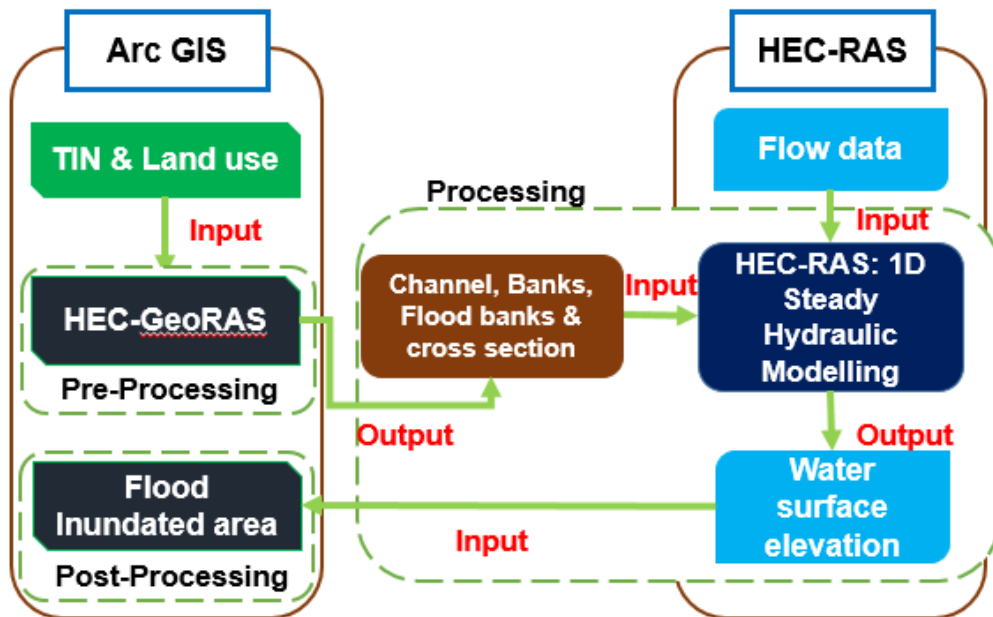 Arc GIS
TIN & Land use
Input
HEC-GeoRAS
Pre-Processing
Output
Flood
Inundated area
Post-Processing
Processing
Channel, Banks,
Flood banks &
cross section
Input
HEC-RAS
Flow data
Input
HEC-RAS: 1D
Steady
Hydraulic
Modelling
Output
Water
surface
elevation
Input